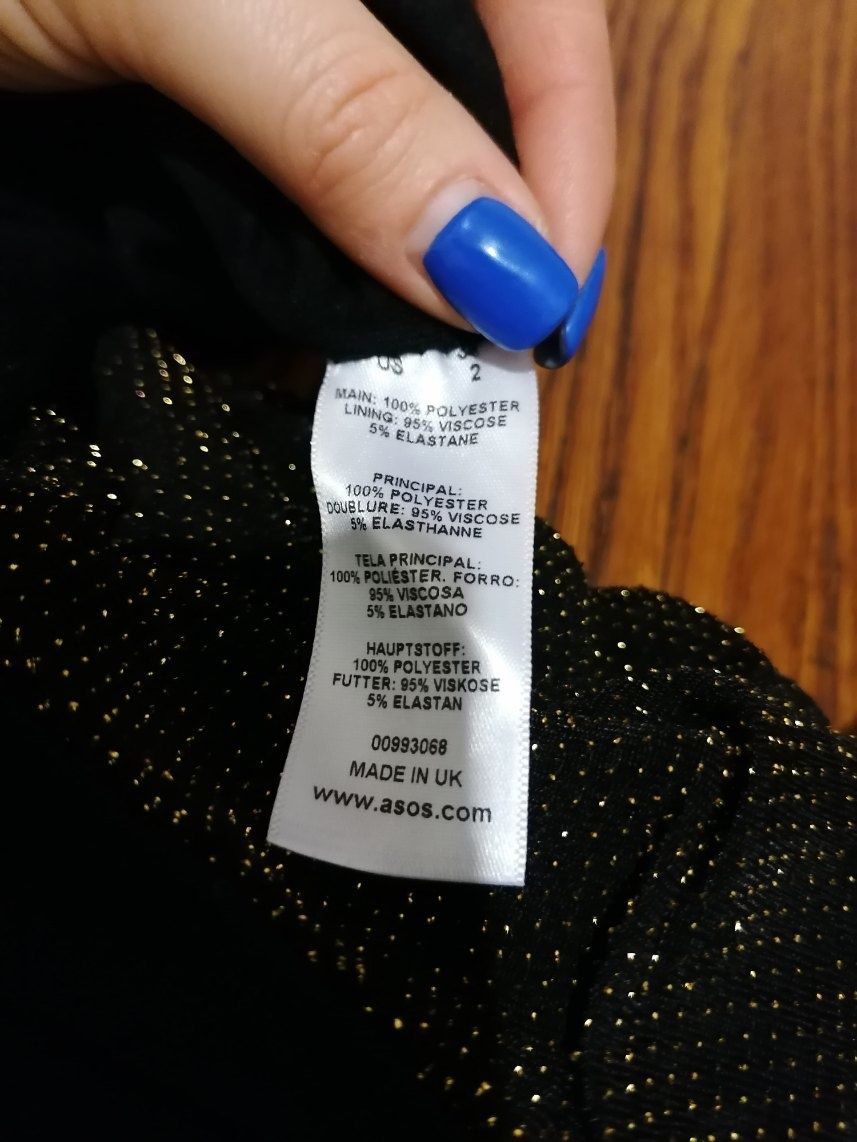 US
2
MAIN: 100% POLYESTER
LINING: 95% VISCOSE
5% ELASTANE
PRINCIPAL:
100% POLYESTER
DOUBLURE: 95% VISCOSE
5% ELASTHANNE
TELA PRINCIPAL:
100% POLIÉSTER. FORRO:
95% VISCOSA
5% ELASTANO
HAUPTSTOFF:
100% POLYESTER
FUTTER: 95% VISKOSE
5% ELASTAN
00993068
MADE IN UK
www.asos.com